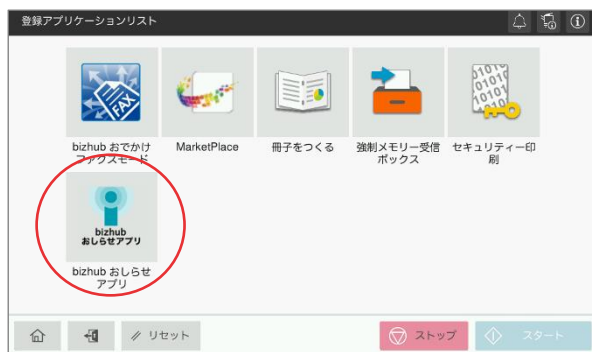 登録アプリケーションリスト
FAX
01010
01010
10101
10101
bizhub おでかけ
ファクスモード
MarketPlace
冊子をつくる
強制メモリー受信
ボックス
セキュリティー印
刷
bizhub
おしらせアプリ
bizhub おしらせ
アプリ
リセット
ストップ
スタート